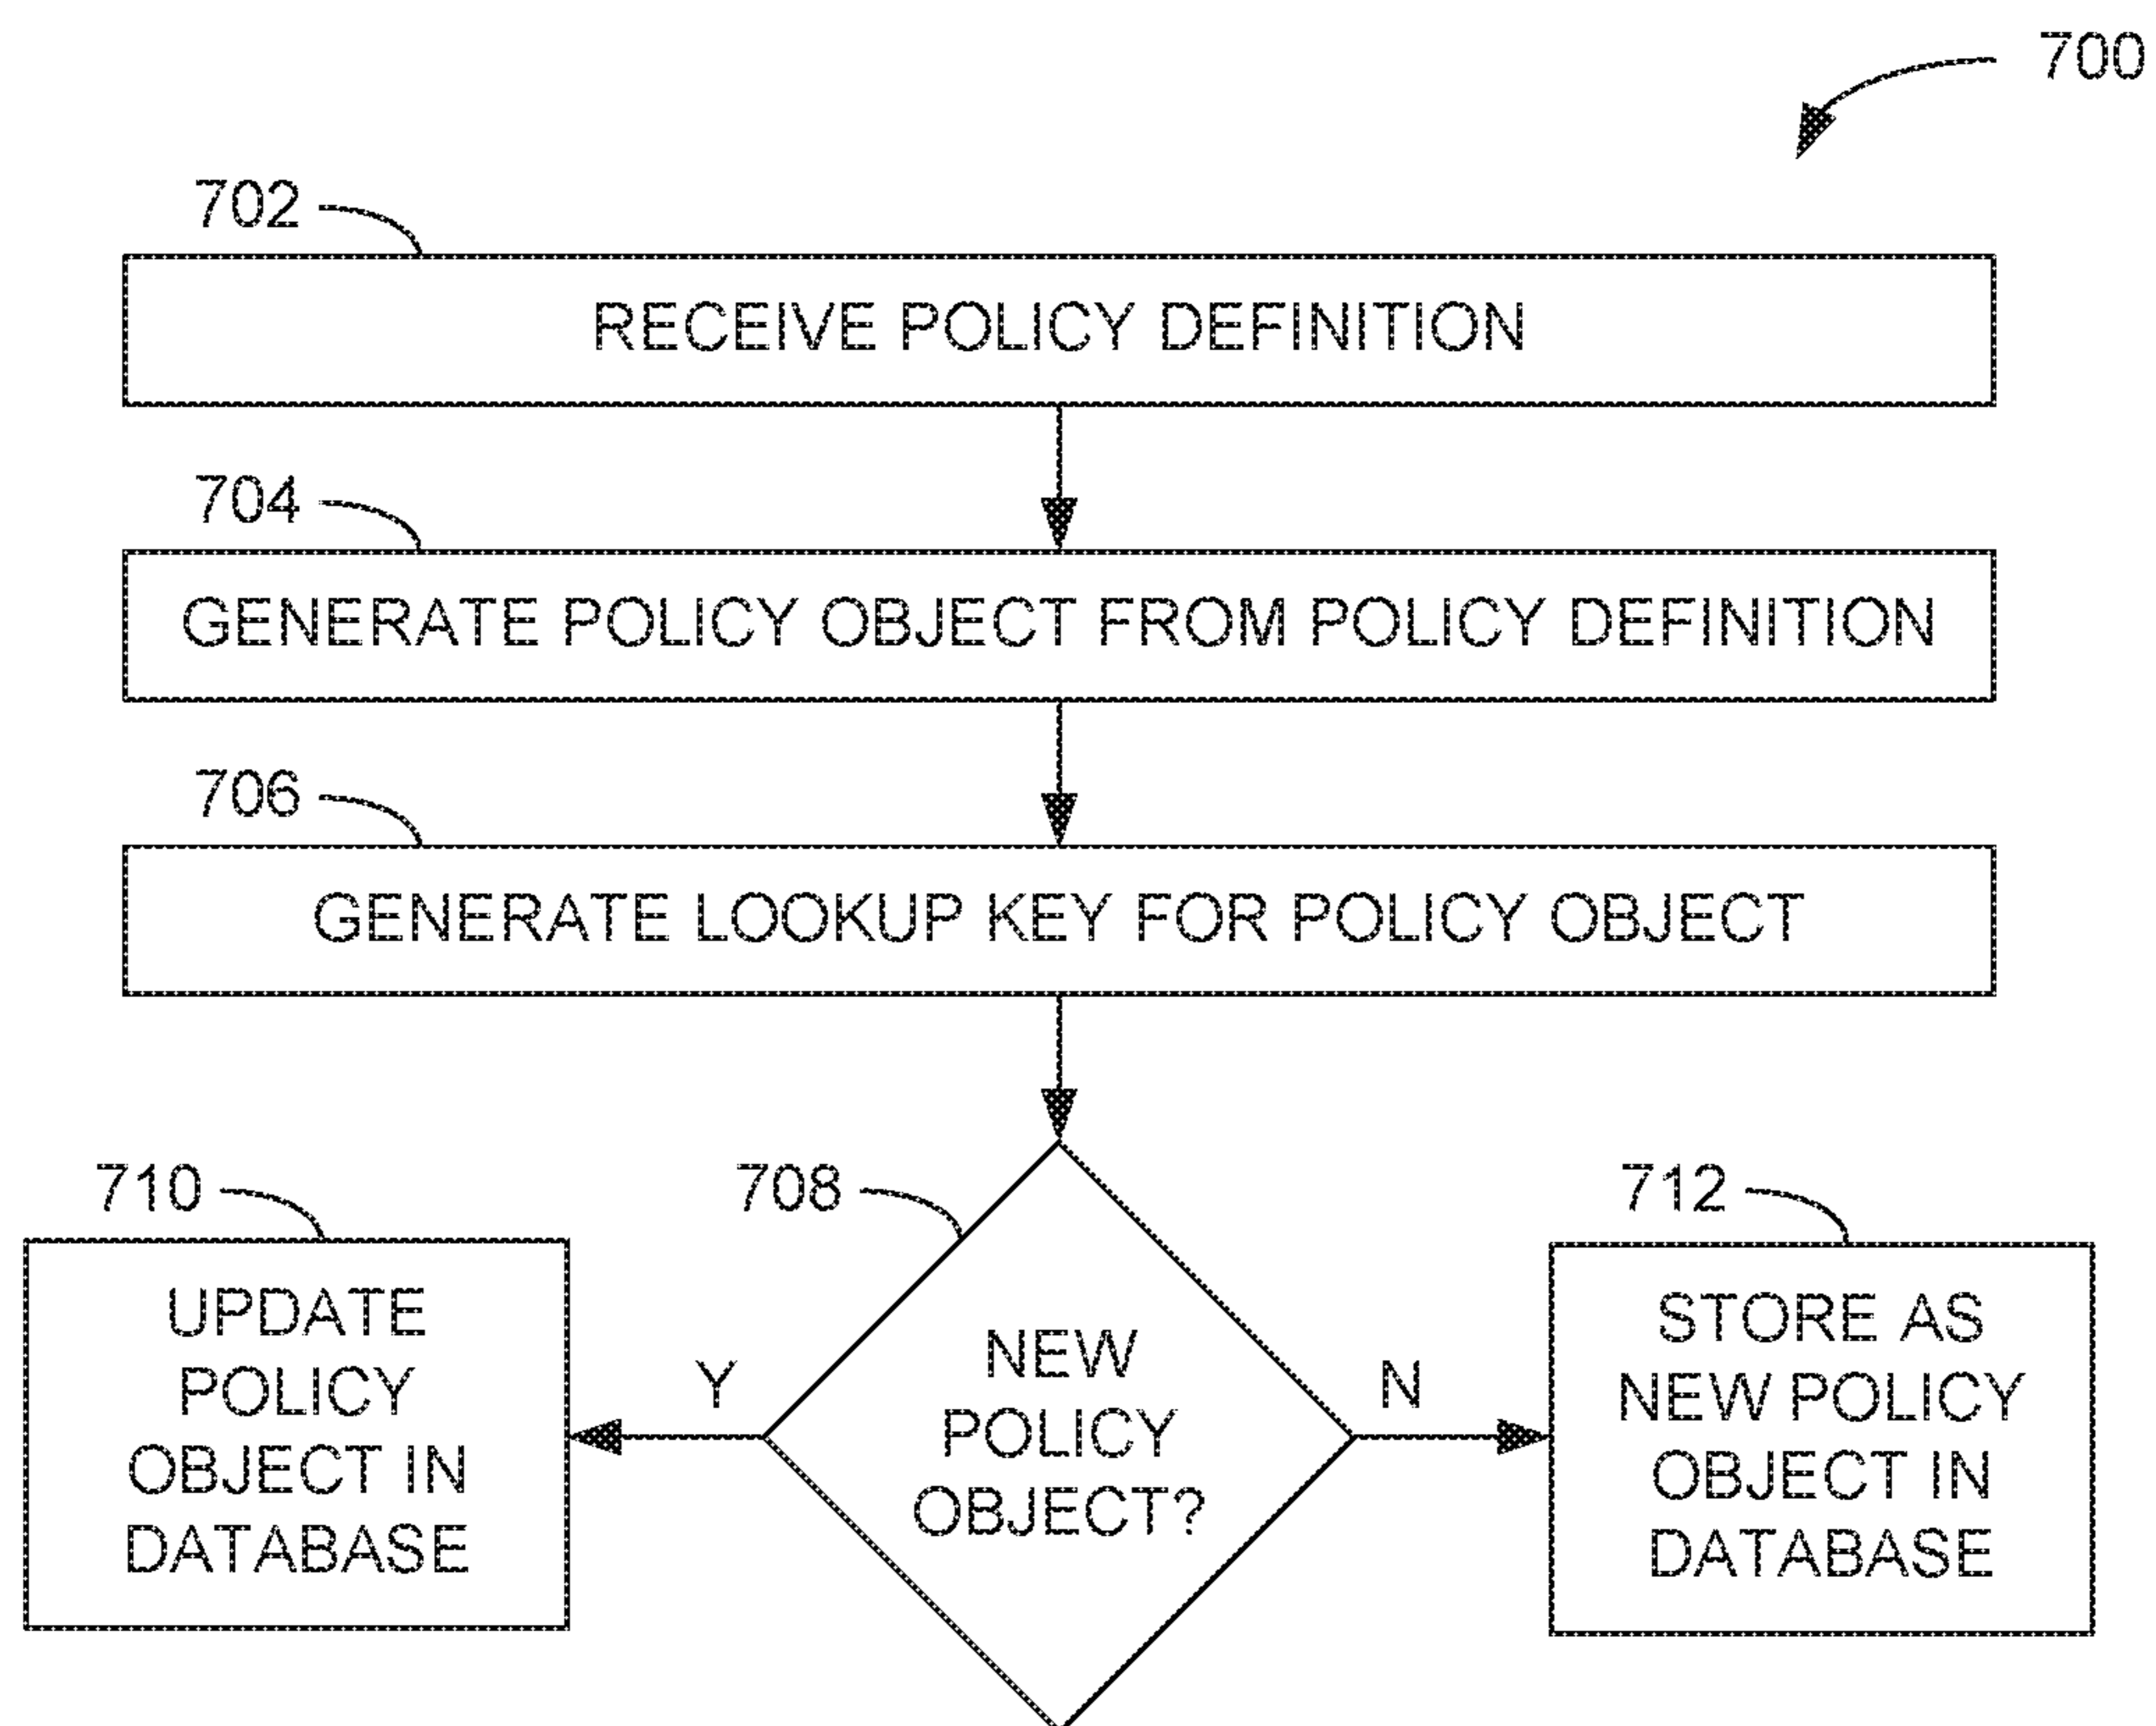 700
702
RECEIVE POLICY DEFINITION
704
GENERATE POLICY OBJECT FROM POLICY DEFINITION
706
GENERATE LOOKUP KEY FOR POLICY OBJECT
710
UPDATE
POLICY
OBJECT IN
DATABASE
Y
708
NEW
POLICY
OBJECT?
N
712
STORE AS
NEW POLICY
OBJECT IN
DATABASE